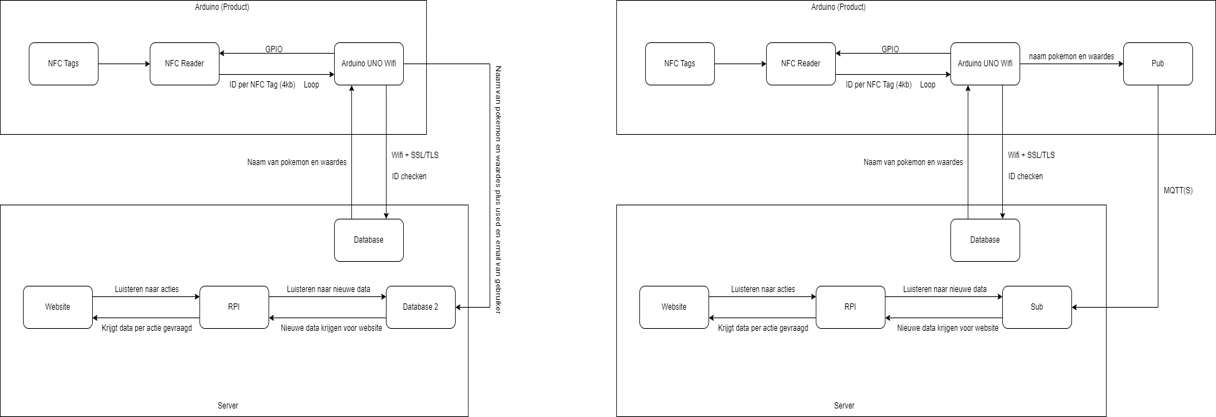 Arduino (Product)
NFC Tags
NFC Reader
GPIO
Arduino UNO Wifi
ID per NFC Tag (4kb) Loop
Naam van pokemon en waardes plus used en email van gebruiker
Naam van pokemon en waardes
Wifi + SSL/TLS
ID checken
Database
Website
Luisteren naar acties
RPI
Luisteren naar nieuwe data
Database 2
Krijgt data per actie gevraagd
Nieuwe data krijgen voor website
Server
Arduino (Product)
NFC Tags
NFC Reader
GPIO
Arduino UNO Wifi
naam pokemon en waardes
Pub
ID per NFC Tag (4kb) Loop
Naam van pokemon en waardes
Wifi + SSL/TLS
ID checken
MQTT(S)
Database
Website
Luisteren naar acties
RPI
Luisteren naar nieuwe data
Sub
Krijgt data per actie gevraagd
Nieuwe data krijgen voor website
Server